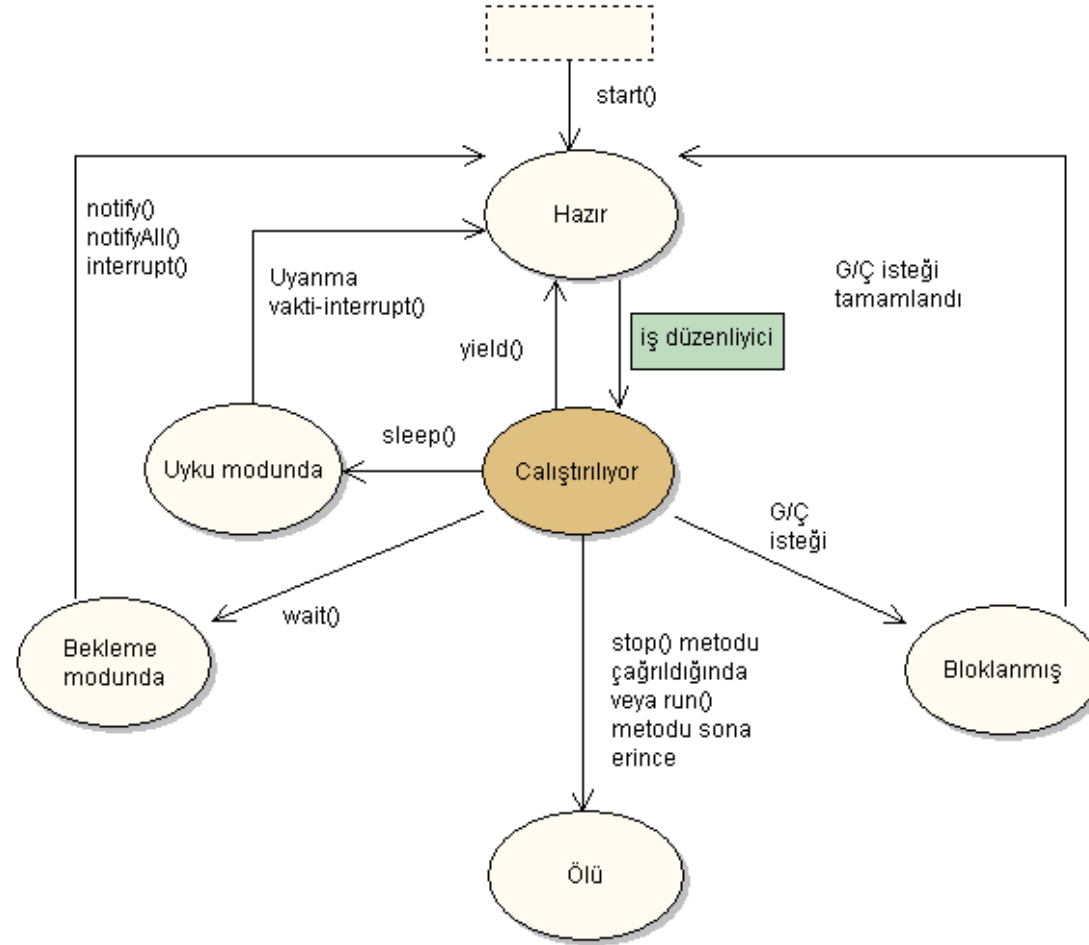 start()
Hazır
notify()
notifyAll()
interrupt()
Uyanma
vakti-interrupt()
G/Ç isteği
tamamlandı
iş düzenliyici
yield()
sleep()
Uyku modunda
Calıştırılıyor
G/Ç
isteği
wait()
Bekleme
modunda
stop() metodu
çağrıldığında
veya run()
metodu sona
erince
Bloklanmış
Ölü